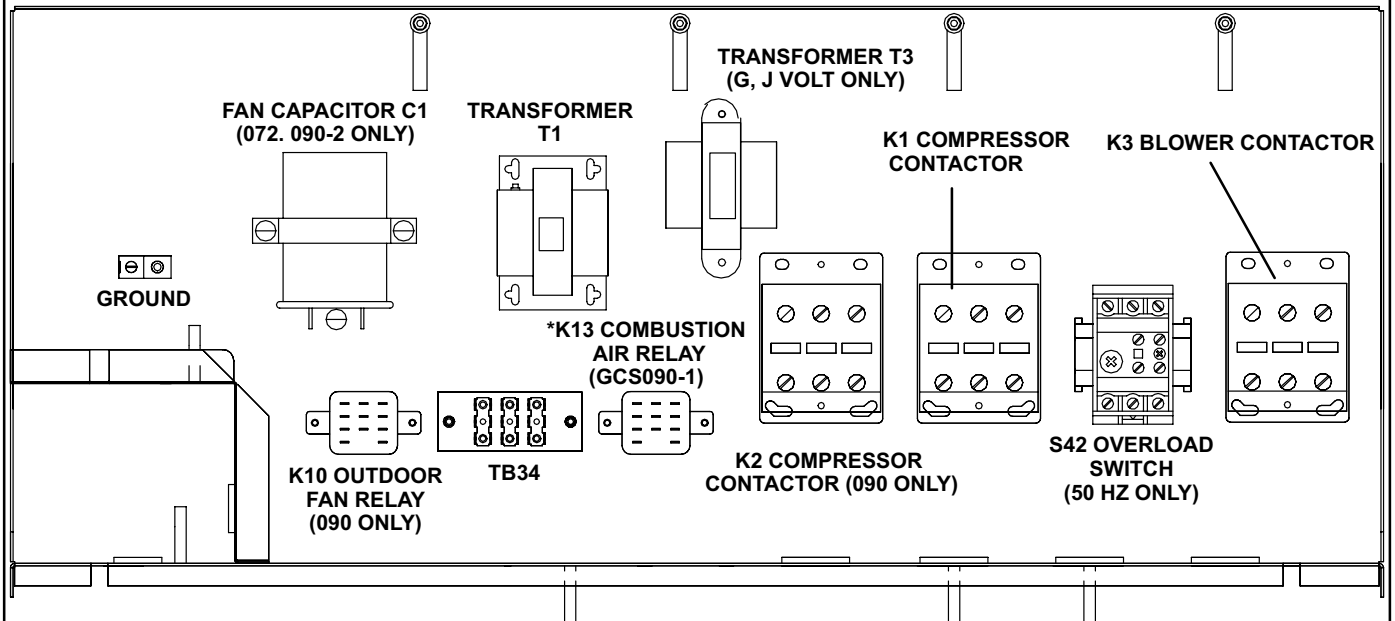 TRANSFORMER T3
(G, J VOLT ONLY)
FAN CAPACITOR C1
(072. 090-2 ONLY)
TRANSFORMER
T1
K1 COMPRESSOR
CONTACTOR
K3 BLOWER CONTACTOR
GROUND
*K13 COMBUSTION
AIR RELAY
(GCS090-1)
K10 OUTDOOR
FAN RELAY
(090 ONLY)
TB34
K2 COMPRESSOR
CONTACTOR (090 ONLY)
S42 OVERLOAD
SWITCH
(50 HZ ONLY)